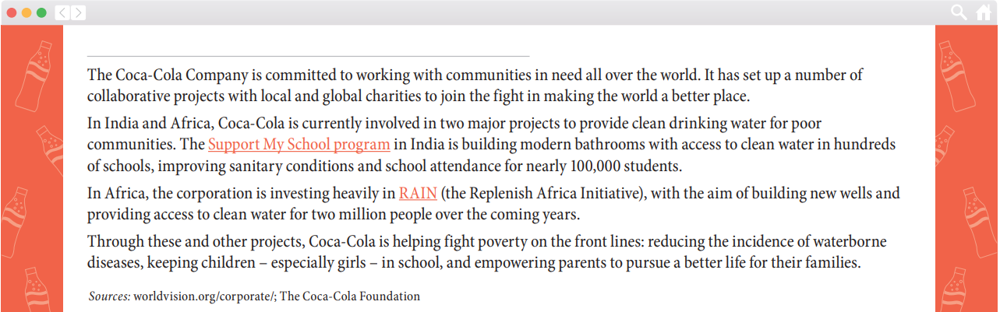 The Coca-Cola Company is committed to working with communities in need all over the world. It has set up a number of
collaborative projects with local and global charities to join the fight in making the world a better place.
In India and Africa, Coca-Cola is currently involved in two major projects to provide clean drinking water for poor
communities. The Support My School program in India is building modern bathrooms with access to clean water in hundreds
of schools, improving sanitary conditions and school attendance for nearly 100,000 students.
In Africa, the corporation is investing heavily in RAIN (the Replenish Africa Initiative), with the aim of building new wells and
providing access to clean water for two million people over the coming years.
Through these and other projects, Coca-Cola is helping fight poverty on the front lines: reducing the incidence of waterborne
diseases, keeping children – especially girls – in school, and empowering parents to pursue a better life for their families.
Sources: worldvision.org/corporate/; The Coca-Cola Foundation